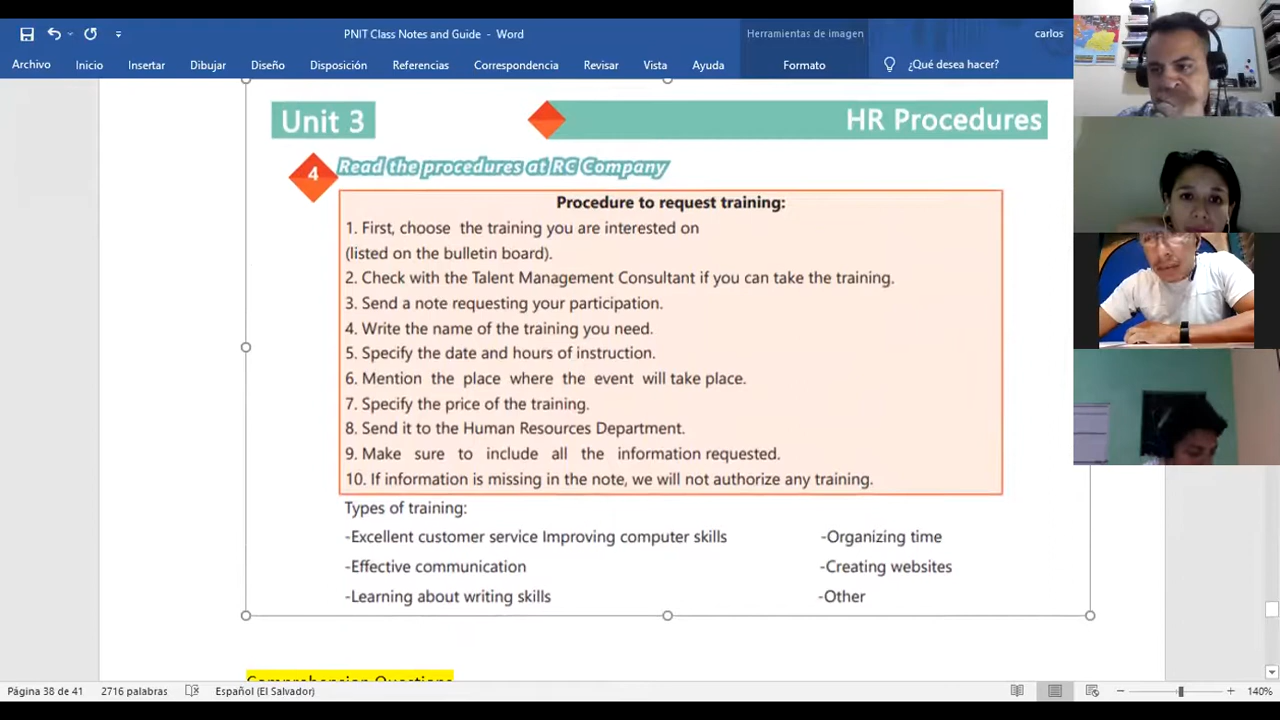 PNIT Class Notes and Guide - Word
Herramientas de imagen
carlos
Archivo
Inicio
Insertar
Dibujar
Diseño
Disposición
Referencias
Correspondencia
Revisar
Vista
Ayuda
Formato
¿Qué desea hacer?
Unit 3
HR Procedures
4 Read the procedures at RC Company
Procedure to request training:
1. First, choose the training you are interested on
(listed on the bulletin board).
2. Check with the Talent Management Consultant if you can take the training.
3. Send a note requesting your participation.
4. Write the name of the training you need.
5. Specify the date and hours of instruction.
6. Mention the place where the event will take place.
7. Specify the price of the training.
8. Send it to the Human Resources Department.
9. Make sure to include all the information requested.
10. If information is missing in the note, we will not authorize any training.
Types of training:
-Excellent customer service Improving computer skills
-Organizing time
-Effective communication
-Creating websites
-Learning about writing skills
-Other
Comprehension Questions
Página 38 de 41
2716 palabras
Español (El Salvador)
140%